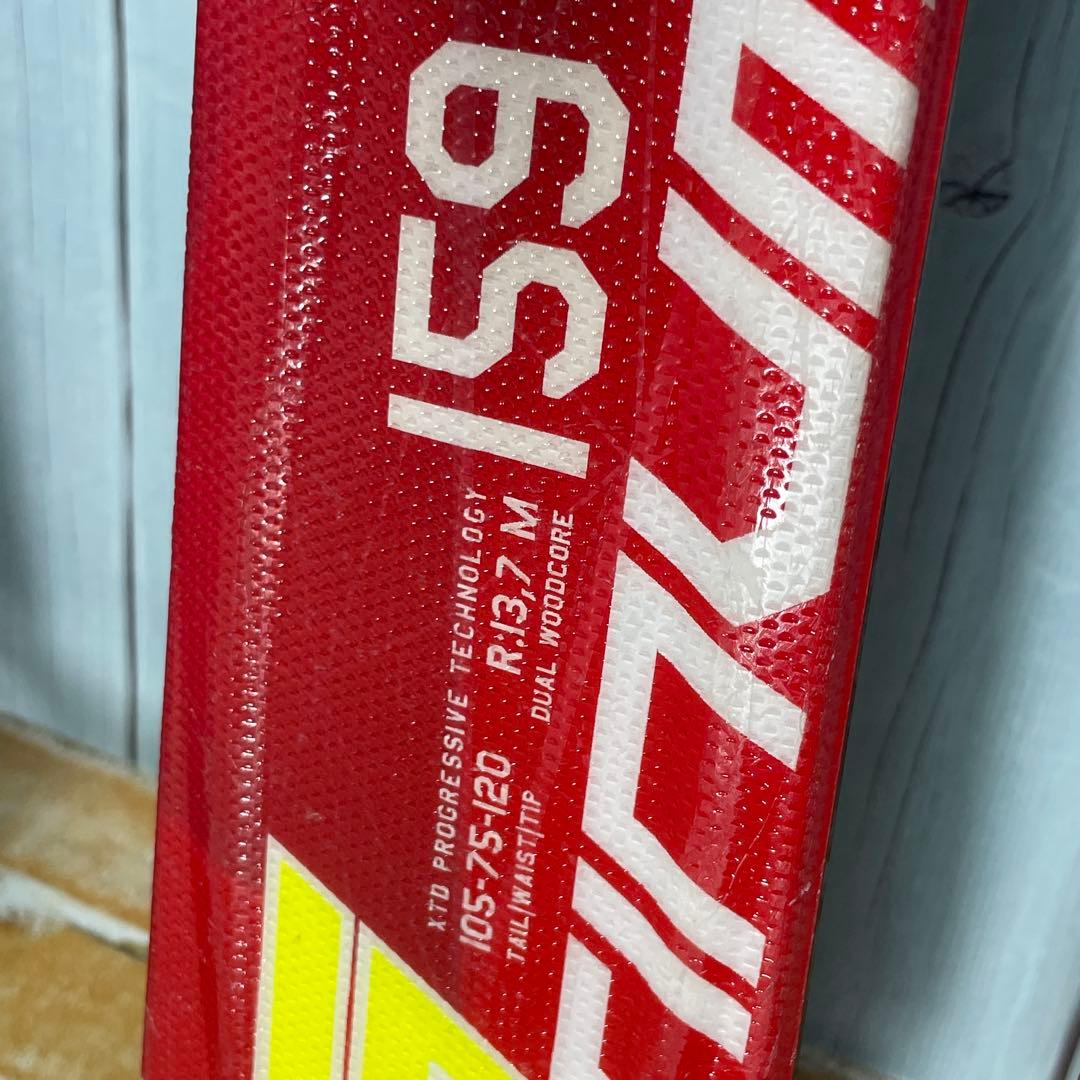 159
XTD PROGRESSIVE TECHNOLOGY
105-75-120 R:13,7 M
TAIL|WAIST|TIP DUAL WOODCORE